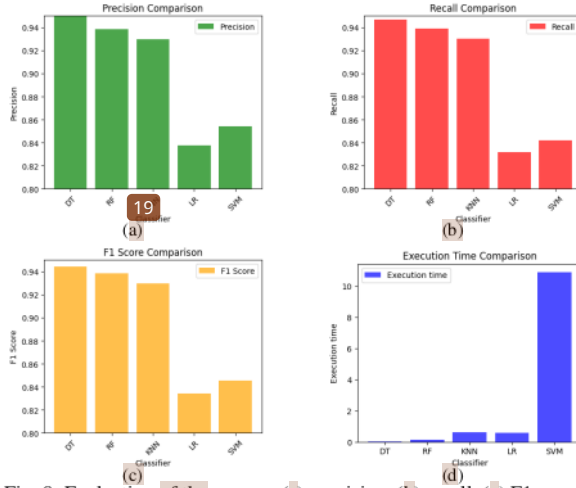 Precision Comparison
Precision
0.94
0.92
0.90
0.88
0.86
0.84
0.82
0.80
Precision
DT
RF
LR
SVM
19
Classifier
(a)
Recall Comparison
Recall
0.94
0.92
0.90
0.88
0.86
0.84
0.82
0.80
Recall
DT
RF
KNN
LR
SVM
Classifier
(b)
F1 Score Comparison
F1 Score
0.94
0.92
0.90
0.88
0.86
0.84
0.82
0.80
F1 Score
DT
RF
KNN
LR
SVM
Classifier
(c)
Execution Time Comparison
Execution time
10
8
6
4
2
0
Execution time
DT
RF
KNN
LR
SVM
Classifier
(d)